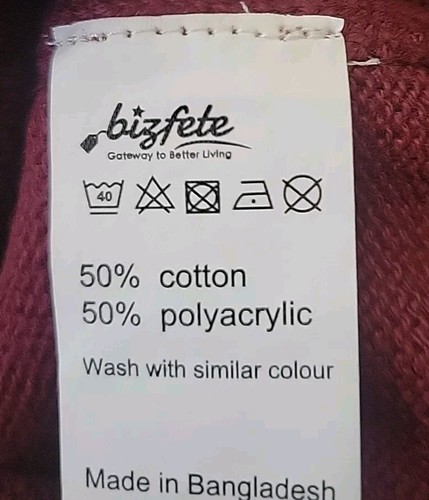 bizfete
Gateway to Better Living
40
50% cotton
50% polyacrylic
Wash with similar colour
Made in Bangladesh